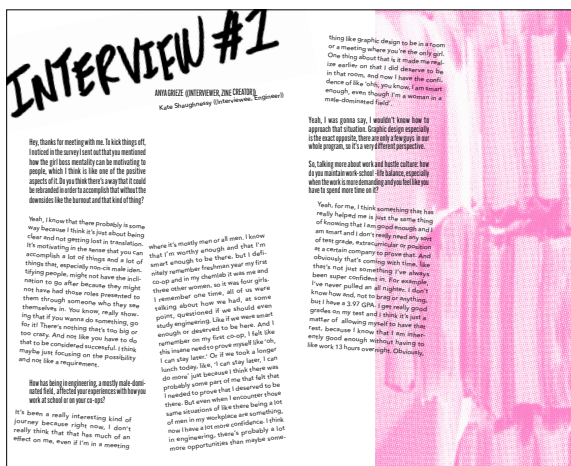 INTERVIEW #1
ANYA GRIEZE ((INTERVIEWER, ZINE CREATOR))
Kate Shaughnessy ((Interviewee, Engineer))
Hey, thanks for meeting with me. To kick things off,
I noticed in the survey I sent out that you mentioned
how the girl boss mentality can be motivating to
people, which I think is like one of the positive
aspects of it. Do you think there's a way that it could
be rebranded in order to accomplish that without the
downsides like the burnout and that kind of thing?
Yeah, I know that there probably is some
way because I think it's just about being
clear and not getting lost in translation.
It's motivating in the sense that you can
accomplish a lot of things and a lot of
things that, especially non-cis male iden-
tifying people, might not have the incli-
nation to go after because they might
not have had those roles presented to
them through someone who they see
themselves in. You know, really show-
ing that if you wanna do something, go
for it! There's nothing that's too big or
too crazy. And not like you have to do
that to be considered successful. I think
maybe just focusing on the possibility
and not like a requirement.
How has being in engineering, a mostly male-domi-
nated field, affected your experiences with how you
work at school or on your co-ops?
It's been a really interesting kind of
journey because right now, I don't
really think that that has much of an
effect on me, even if I'm in a meeting
where it's mostly men or all men, I know
that I'm worthy enough and that I'm
smart enough to be there. but I defi-
nitely remember freshman year my first
co-op and in my chemlab it was me and
three other women, so it was four girls.
I remember one time, all of us were
talking about how we had, at some
point, questioned if we should even
study engineering. Like if we were smart
enough or deserved to be here. And I
remember on my first co-op, I felt like
this insane need to prove myself like 'oh,
I can stay later.' Or if we took a longer
lunch today, like, 'I can stay later, I can
do more' just because I think there was
probably some part of me that felt that
I needed to prove that I deserved to be
there. But even when I encounter those
same situations of like there being a lot
of men in my workplace are something,
now I have a lot more confidence. I think
in engineering, there's probably a lot
more opportunities than maybe some-
thing like graphic design to be in a room
or a meeting where you're the only girl.
One thing about that is it made me real-
ize earlier on that I did deserve to be
in that room, and now I have the confi-
dence of like 'ohh, you know, I am smart
enough, even though I'm a woman in a
male-dominated field'.
Yeah, I was gonna say, I wouldn't know how to
approach that situation. Graphic design especially
is the exact opposite, there are only a few guys in our
whole program, so it's a very different perspective.
So, talking more about work and hustle culture: how
do you maintain work-school -life balance, especially
when the work is more demanding and you feel like you
have to spend more time on it?
Yeah, for me, I think something that has
really helped me is just the same thing
of knowing that I am good enough and I
am smart and I don't really need any sort
of test grade, extracurricular or position
at a certain company to prove that. And
obviously that's coming with time, like
that's not just something I've always
been super confident in. For example,
I've never pulled an all nighter. I don't
know how. And, not to brag or anything,
but I have a 3.97 GPA. I get really good
grades on my test and I think it's just a
matter of allowing myself to have that
rest, because I know that I am inher-
ently good enough without having to
like work 13 hours overnight. Obviously,